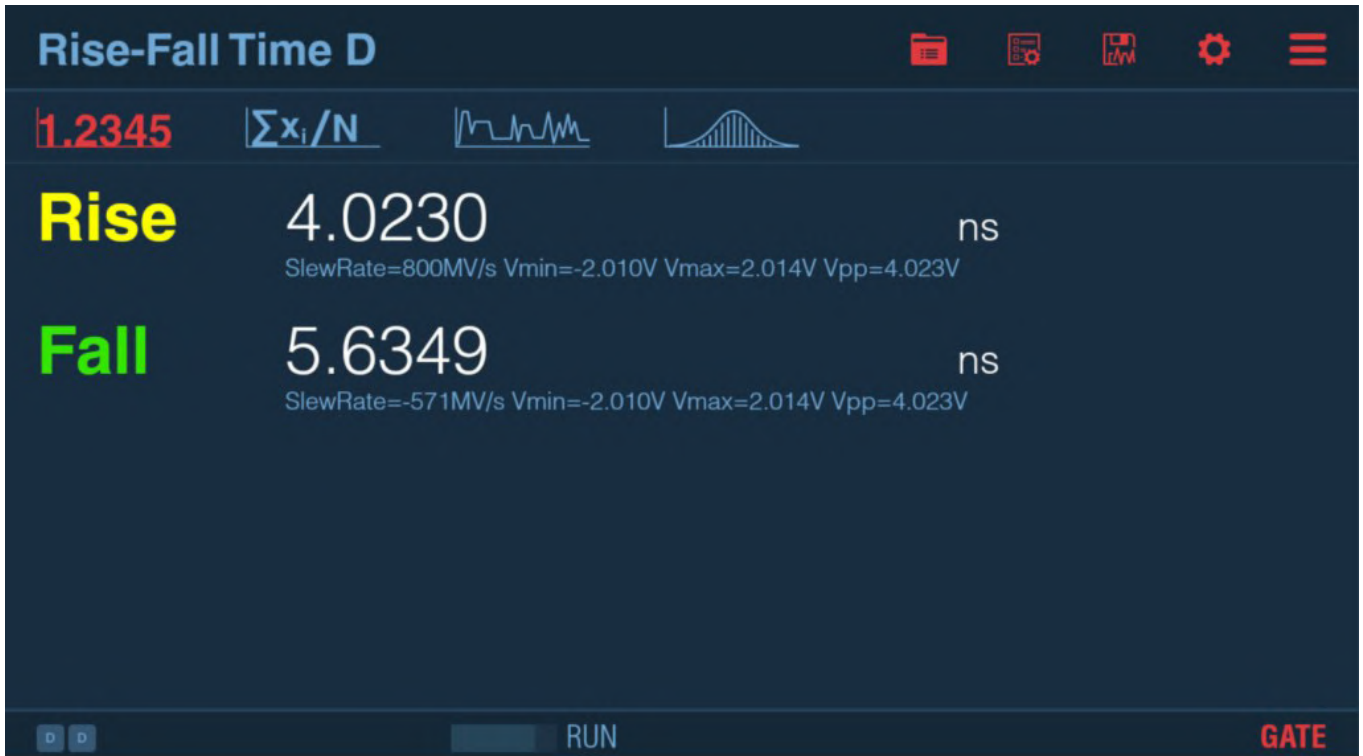 Rise-Fall Time D
1.2345 Σxᵢ/N
Rise 4.0230 ns
SlewRate=800MV/s Vmin=-2.010V Vmax=2.014V Vpp=4.023V
Fall 5.6349 ns
SlewRate=-571MV/s Vmin=-2.010V Vmax=2.014V Vpp=4.023V
D D RUN GATE